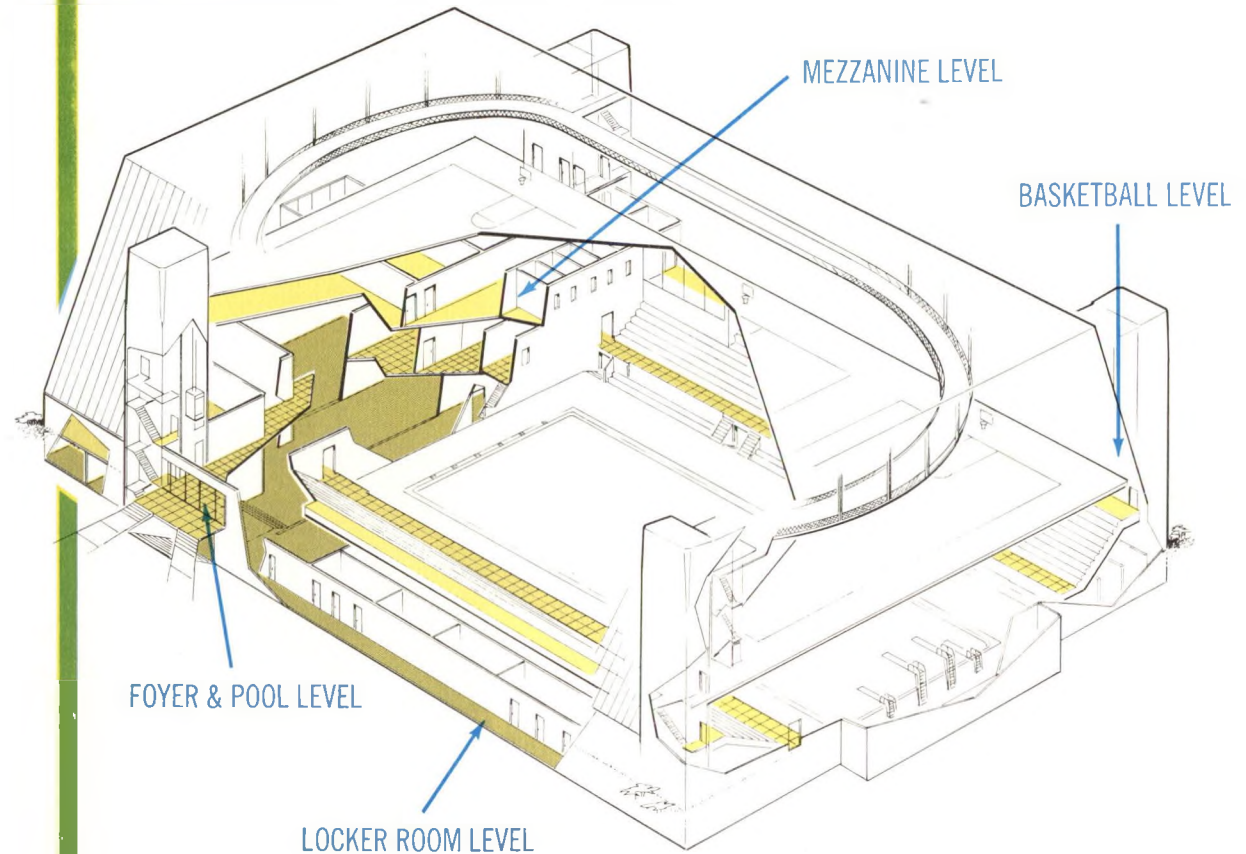 MEZZANINE LEVEL
BASKETBALL LEVEL
FOYER & POOL LEVEL
LOCKER ROOM LEVEL